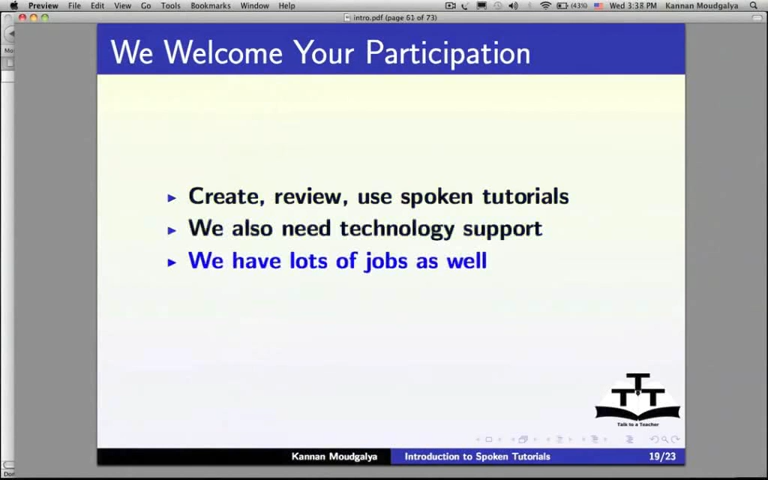 Preview File Edit View Go Tools Bookmarks Window Help (43%) Wed 3:38 PM Kannan Moudgalya
intro.pdf (page 61 of 73)
We Welcome Your Participation
Create, review, use spoken tutorials
We also need technology support
We have lots of jobs as well
T
T T
Talk to a Teacher
Kannan Moudgalya Introduction to Spoken Tutorials 19/23